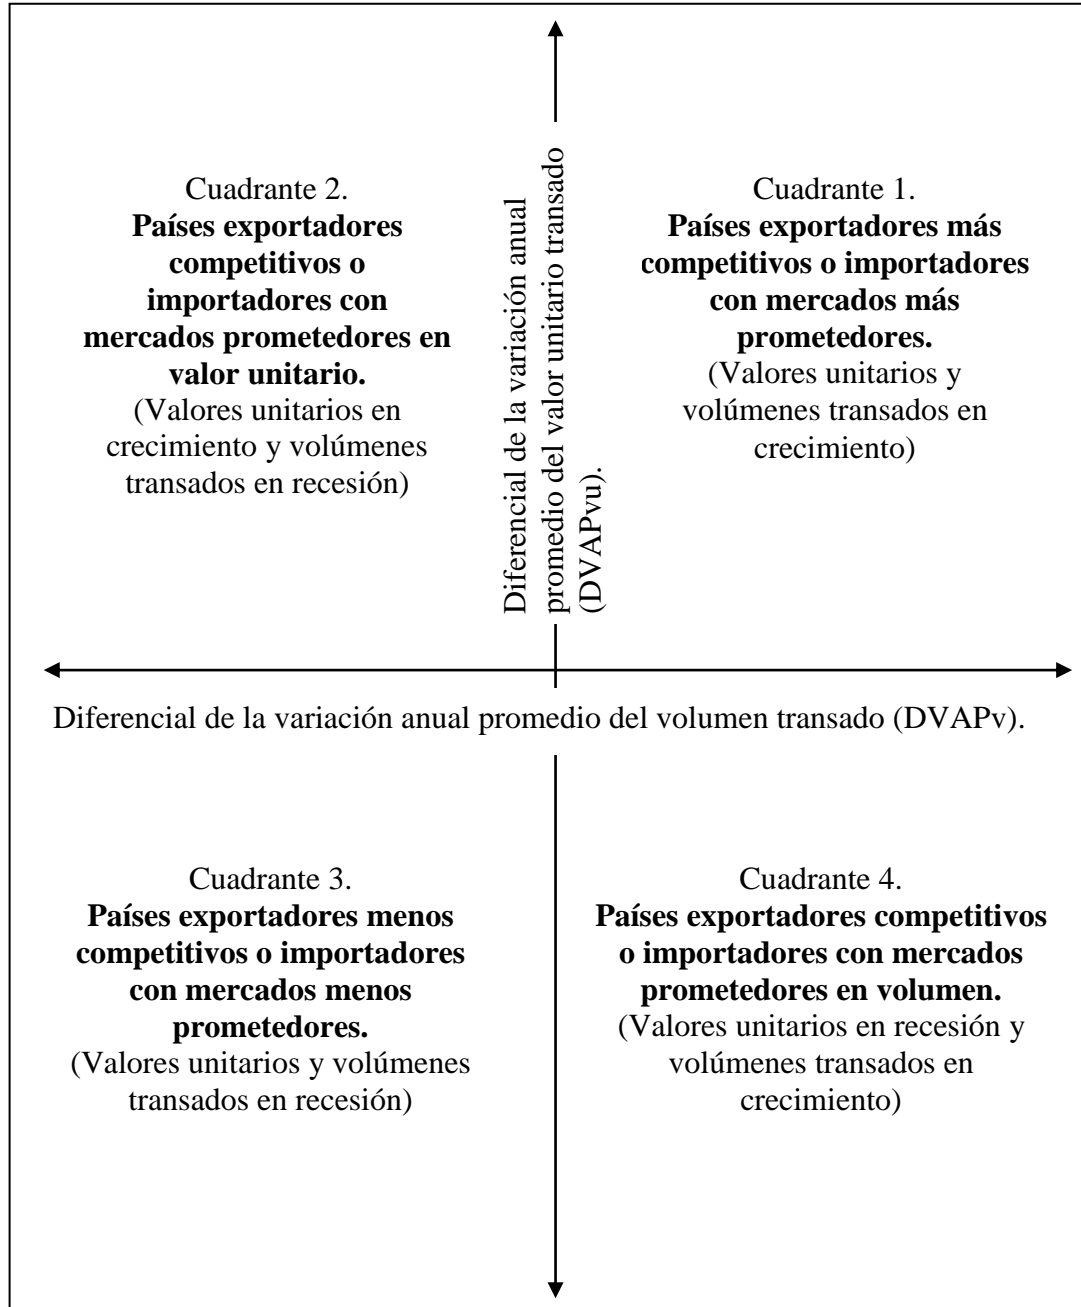 Cuadrante 2.
Países exportadores
competitivos o
importadores con
mercados prometedores en
valor unitario.
(Valores unitarios en
crecimiento y volúmenes
transados en recesión)
Diferencial de la variación anual
promedio del valor unitario transado
(DVAPvu).
Cuadrante 1.
Países exportadores más
competitivos o importadores
con mercados más
prometedores.
(Valores unitarios y
volúmenes transados en
crecimiento)
Diferencial de la variación anual promedio del volumen transado (DVAPv).
Cuadrante 3.
Países exportadores menos
competitivos o importadores
con mercados menos
prometedores.
(Valores unitarios y volúmenes
transados en recesión)
Cuadrante 4.
Países exportadores competitivos
o importadores con mercados
prometedores en volumen.
(Valores unitarios en recesión y
volúmenes transados en
crecimiento)